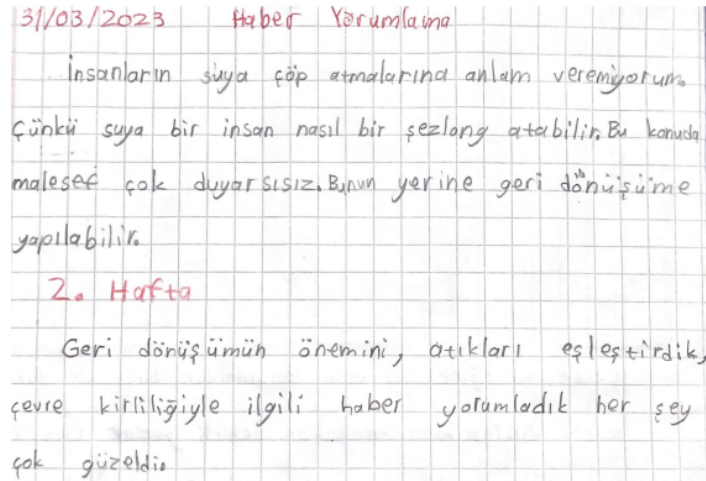 31/03/2023 Haber Yorumlama
İnsanların suya çöp atmalarına anlam veremiyorum.
Çünkü suya bir insan nasıl bir şezlong atabilir. Bu konuda
malesef çok duyarsısız. Bunun yerine geri dönüşüme
yapılabilir.
2. Hafta
Geri dönüşümün önemini, atıkları eşleştirdik,
çevre kirliliğiyle ilgili haber yorumladık her şey
çok güzeldi.